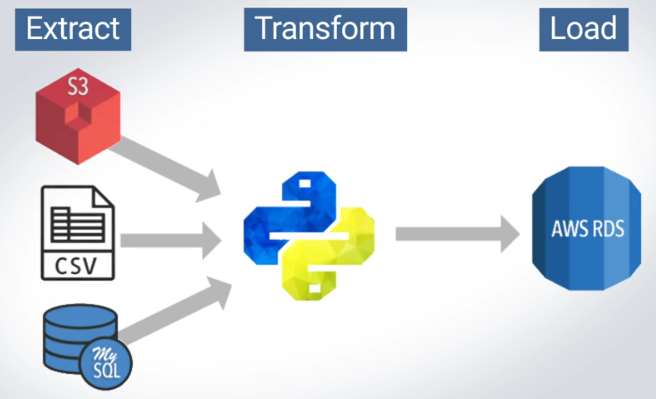 Extract
Transform
Load
S3
CSV
My
SQL
AWS RDS